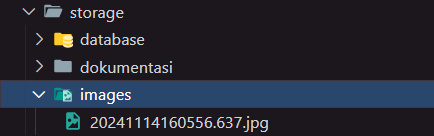 storage
database
dokumentasi
images
20241114160556.637.jpg